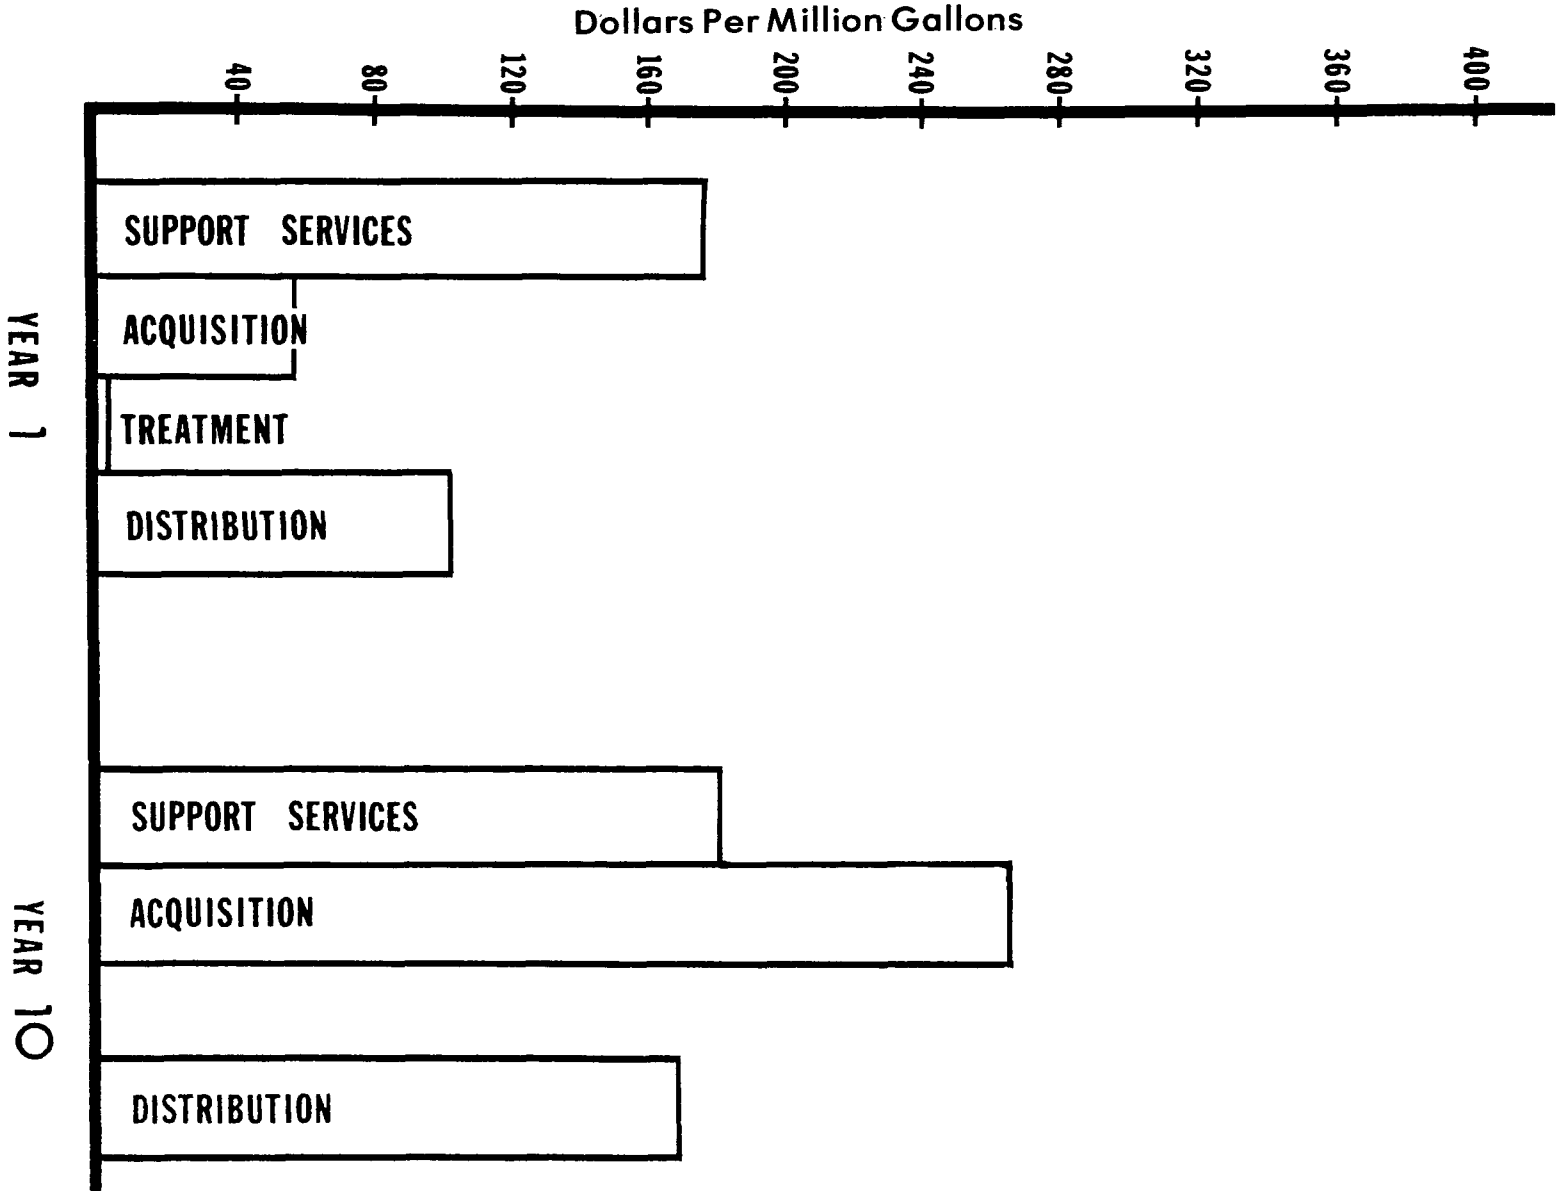 Dollars Per Million Gallons
40 80 120 160 200 240 280 320 360 400
YEAR 1
SUPPORT SERVICES
ACQUISITION
TREATMENT
DISTRIBUTION
YEAR 10
SUPPORT SERVICES
ACQUISITION
DISTRIBUTION